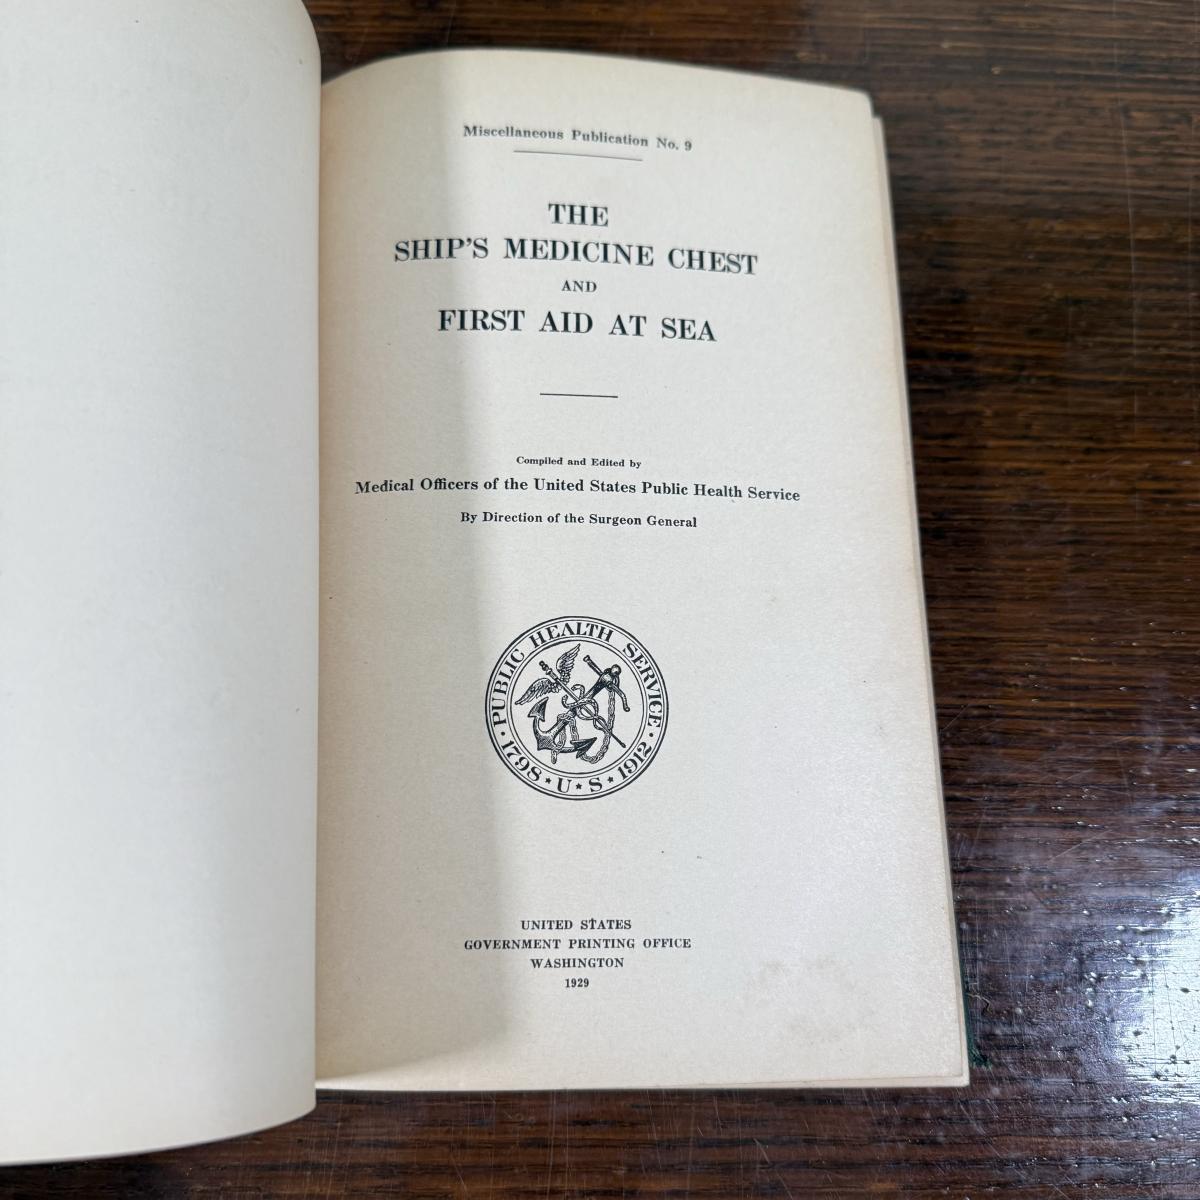 Miscellaneous Publication No. 9
THE
SHIP'S MEDICINE CHEST
AND
FIRST AID AT SEA
Compiled and Edited by
Medical Officers of the United States Public Health Service
By Direction of the Surgeon General
PUBLIC HEALTH SERVICE
1798 ★ U ★ S ★ 1912
UNITED STATES
GOVERNMENT PRINTING OFFICE
WASHINGTON
1929